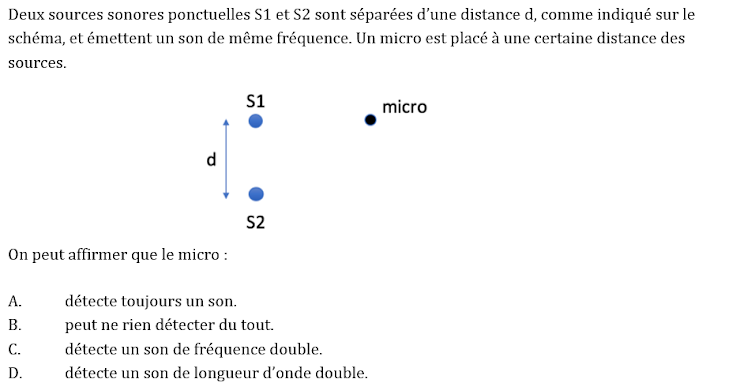 Deux sources sonores ponctuelles S1 et S2 sont séparées d’une distance d, comme indiqué sur le
schéma, et émettent un son de même fréquence. Un micro est placé à une certaine distance des
sources.
S1
micro
d
S2
On peut affirmer que le micro :
A. détecte toujours un son.
B. peut ne rien détecter du tout.
C. détecte un son de fréquence double.
D. détecte un son de longueur d’onde double.